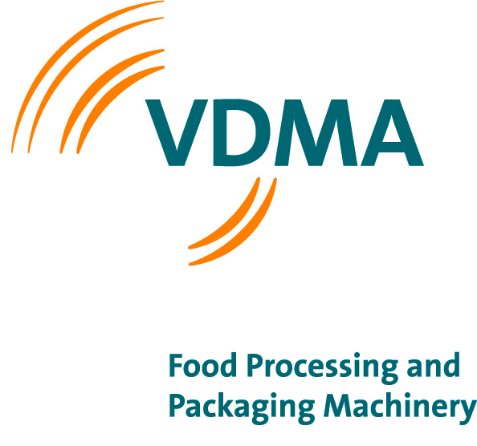 VDMA
Food Processing and
Packaging Machinery